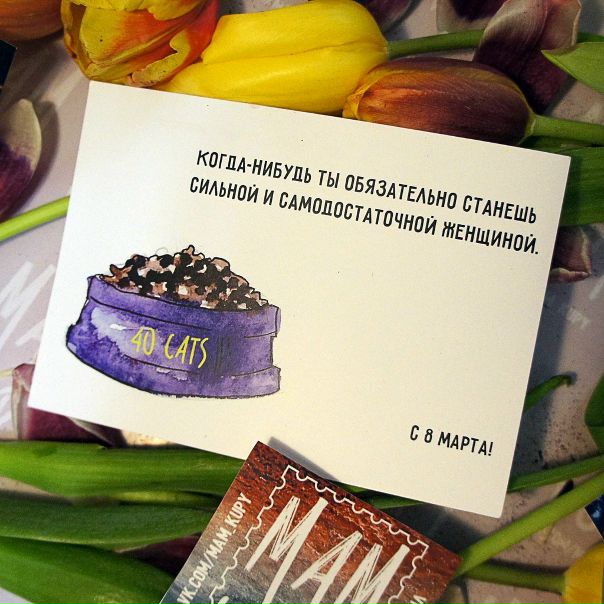 КОГДА-НИБУДЬ ТЫ ОБЯЗАТЕЛЬНО СТАНЕШЬ
СИЛЬНОЙ И САМОДОСТАТОЧНОЙ ЖЕНЩИНОЙ.
40 CATS
С 8 МАРТА!
VK.COM/MAM_KUPY
МАМ